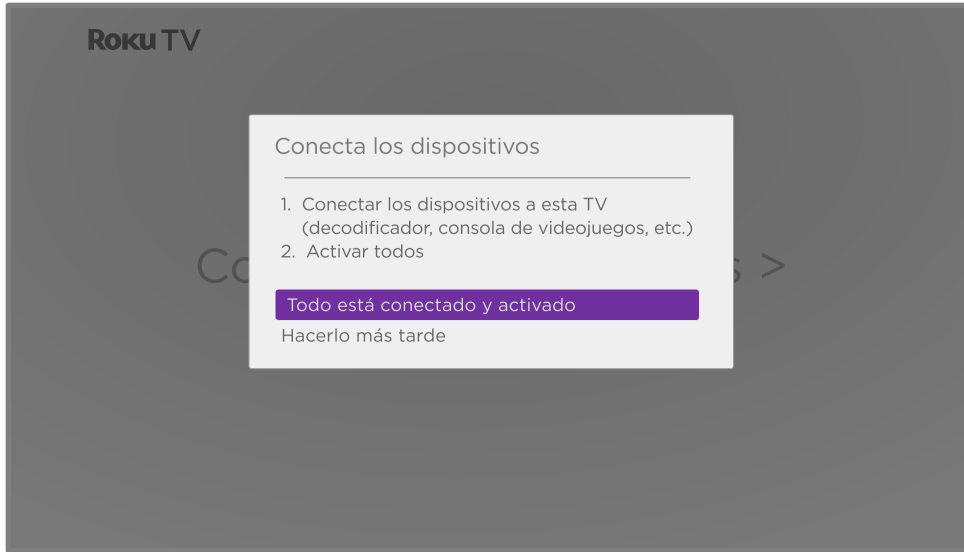 Roku TV
Conecta los dispositivos
1. Conectar los dispositivos a esta TV
(decodificador, consola de videojuegos, etc.)
2. Activar todos
Todo está conectado y activado
Hacerlo más tarde